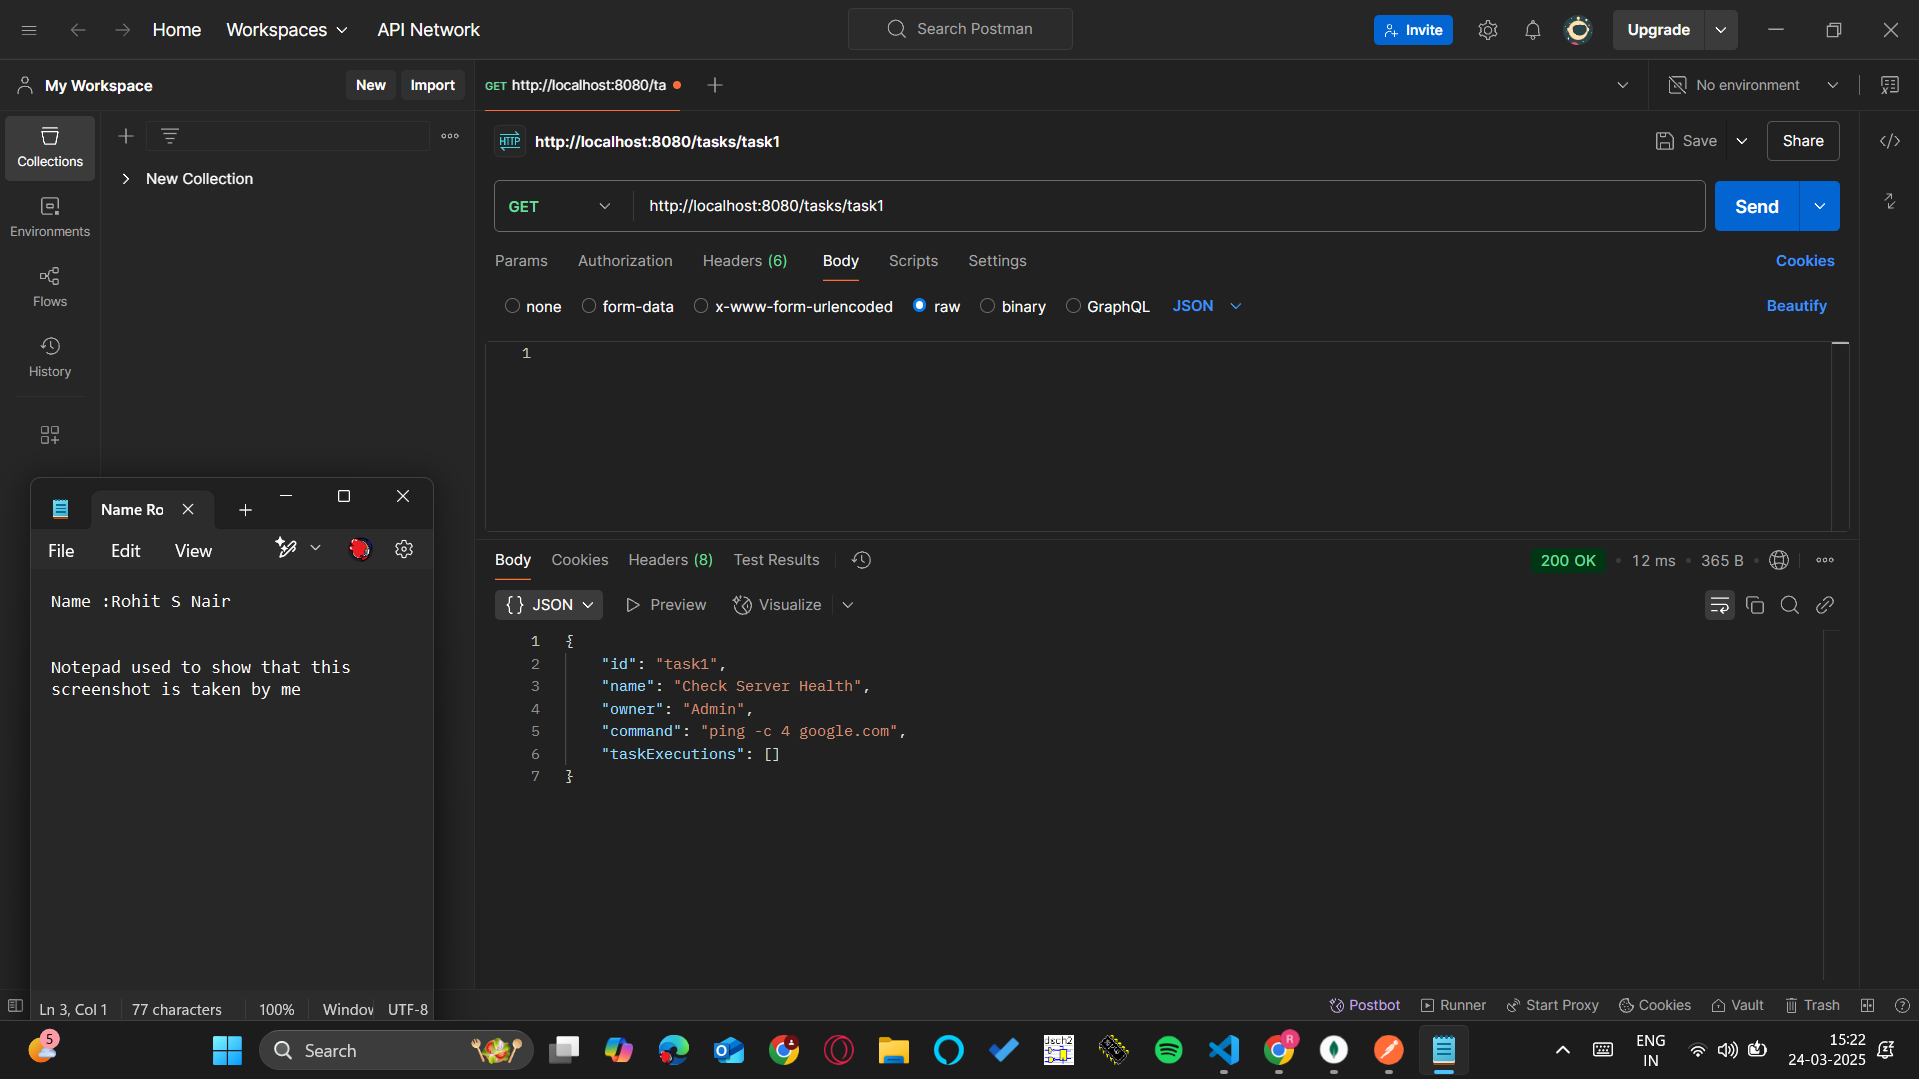 Home
Workspaces
API Network
Search Postman
Invite
Upgrade
My Workspace
New
Import
GET http://localhost:8080/ta
No environment
Collections
New Collection
Environments
Flows
History
HTTP
http://localhost:8080/tasks/task1
Save
Share
GET
http://localhost:8080/tasks/task1
Send
Params
Authorization
Headers (6)
Body
Scripts
Settings
Cookies
none
form-data
x-www-form-urlencoded
raw
binary
GraphQL
JSON
Beautify
1
Body
Cookies
Headers (8)
Test Results
200 OK
12 ms
365 B
{} JSON
Preview
Visualize
1 {
2 "id": "task1",
3 "name": "Check Server Health",
4 "owner": "Admin",
5 "command": "ping -c 4 google.com",
6 "taskExecutions": []
7 }
Name Ro
File
Edit
View
Name :Rohit S Nair
Notepad used to show that this
screenshot is taken by me
Ln 3, Col 1
77 characters
100%
Window
UTF-8
Postbot
Runner
Start Proxy
Cookies
Vault
Trash
5
Search
dsch2
R
ENG
IN
15:22
24-03-2025